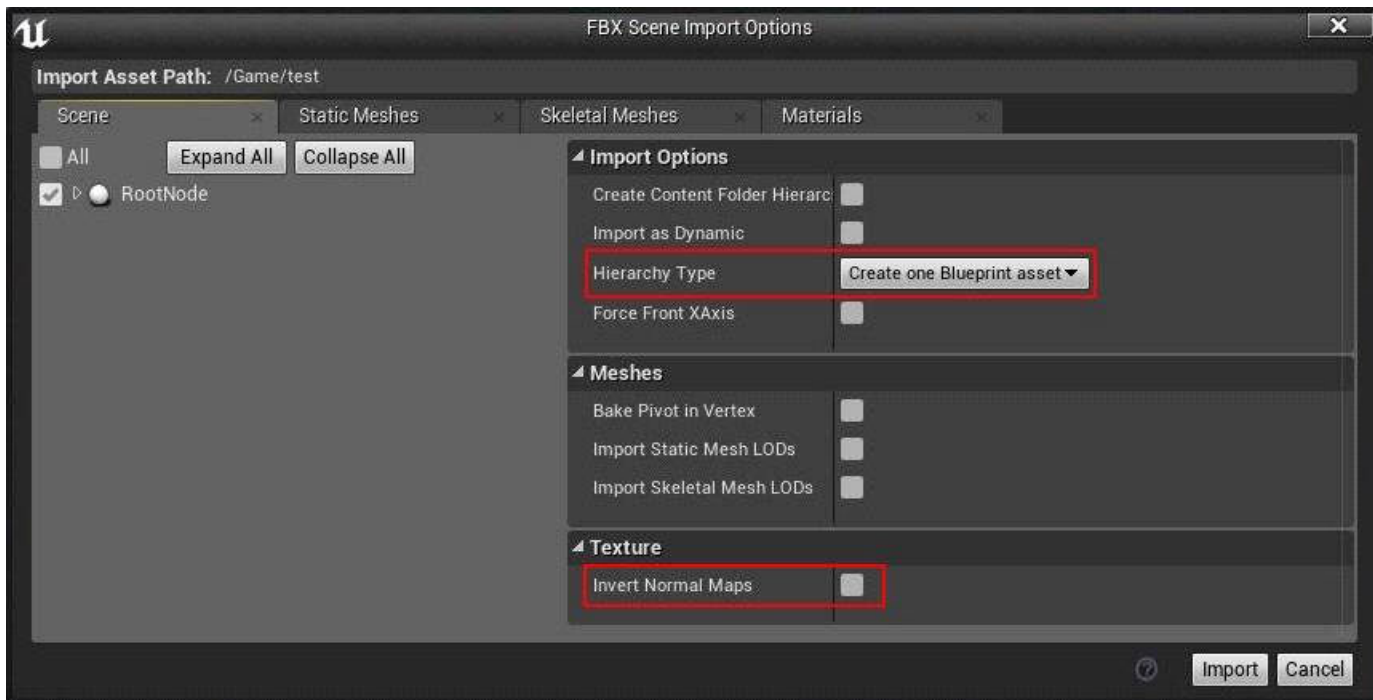 FBX Scene Import Options
Import Asset Path: /Game/test
Scene Static Meshes Skeletal Meshes Materials
All Expand All Collapse All
RootNode
Import Options
Create Content Folder Hierarc
Import as Dynamic
Hierarchy Type Create one Blueprint asset
Force Front XAxis
Meshes
Bake Pivot in Vertex
Import Static Mesh LODs
Import Skeletal Mesh LODs
Texture
Invert Normal Maps
Import Cancel